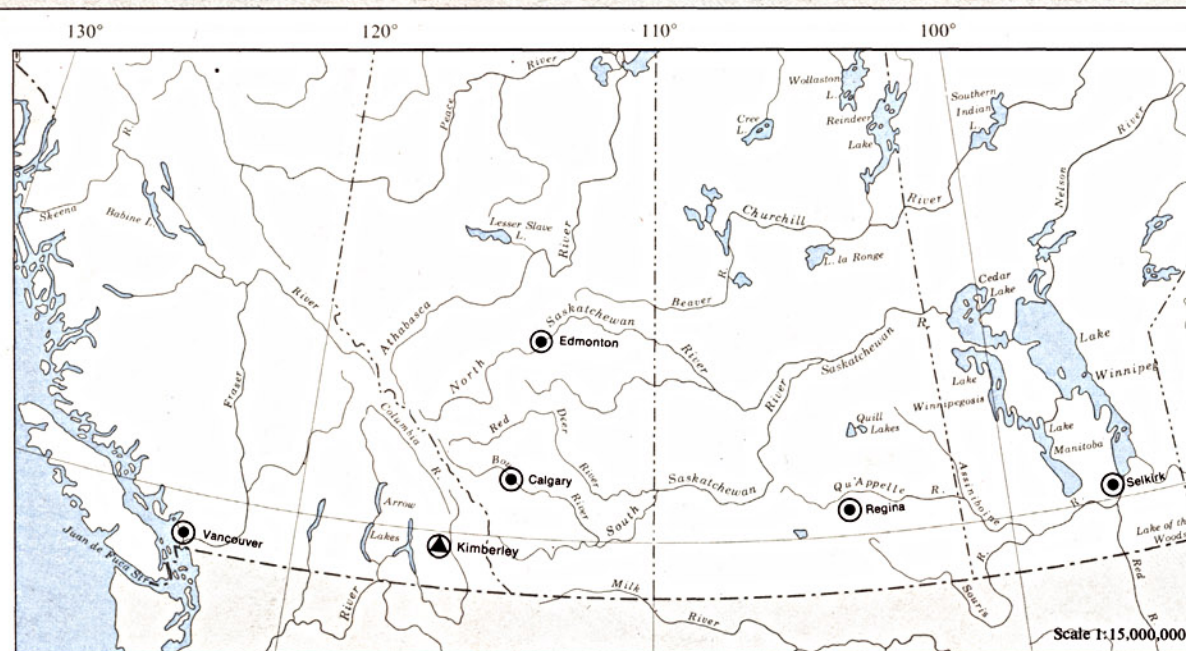 130°
120°
110°
100°
River
Peace
Wollaston
L.
Cree
L.
Reindeer
Lake
Southern
Indian
L.
River
Nelson
R.
Skeena
Babine L.
Lesser Slave
L.
River
Churchill
River
L. la Ronge
R.
Beaver
River
Athabasca
Cedar
Lake
Saskatchewan
Edmonton
North
River
Saskatchewan
R.
River
Lake
Winnipeg
Lake
Winnipegosis
Fraser
Columbia
R.
Red
Deer
River
Quill
Lakes
Lake
Manitoba
Bow
Calgary
River
Saskatchewan
South
Qu'Appelle
R.
Regina
Assiniboine
R.
Selkirk
Arrow
Lakes
Vancouver
Kimberley
Juan de Fuca Str.
Lake of the
Woods
River
Milk
River
Souris
R.
Red
R.
Scale 1:15,000,000